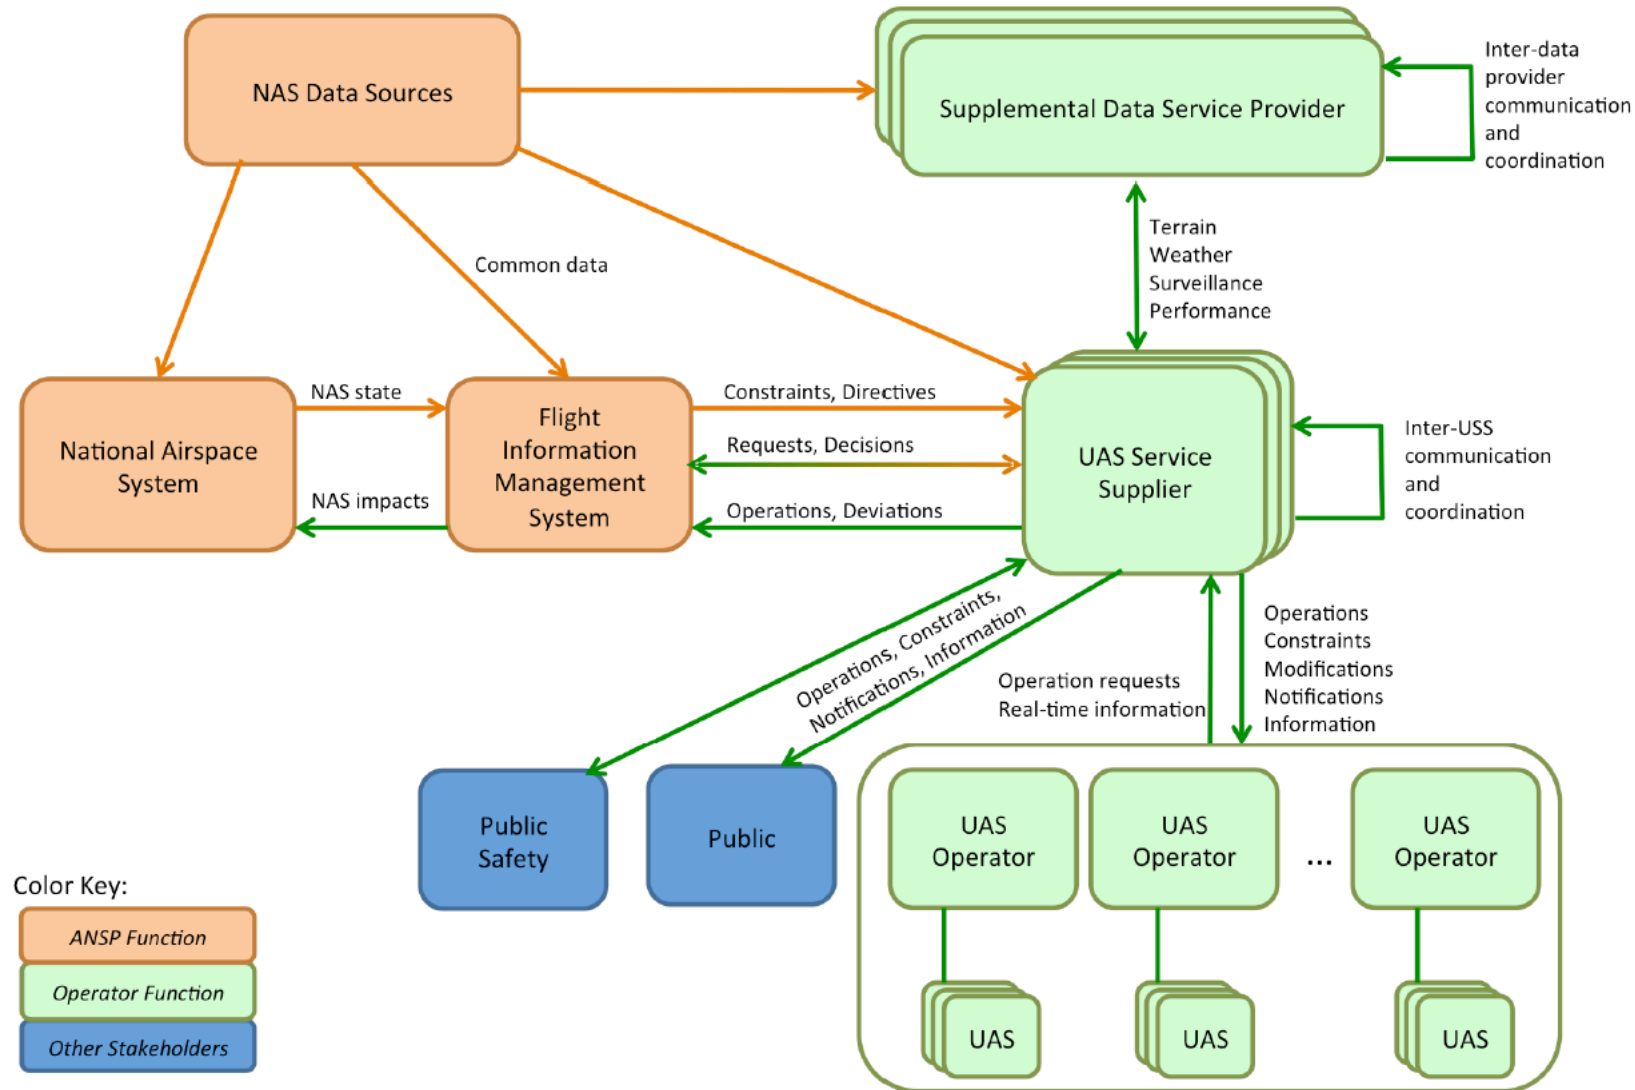 NAS Data Sources
Supplemental Data Service Provider
Inter-data
provider
communication
and
coordination
Terrain
Weather
Surveillance
Performance
Common data
National Airspace
System
NAS state
NAS impacts
Flight
Information
Management
System
Constraints, Directives
Requests, Decisions
Operations, Deviations
UAS Service
Supplier
Inter-USS
communication
and
coordination
Operations, Constraints,
Notifications, Information
Operation requests
Real-time information
Operations
Constraints
Modifications
Notifications
Information
Public
Safety
Public
UAS
Operator
UAS
Operator
...
UAS
Operator
UAS
UAS
UAS
Color Key:
ANSP Function
Operator Function
Other Stakeholders